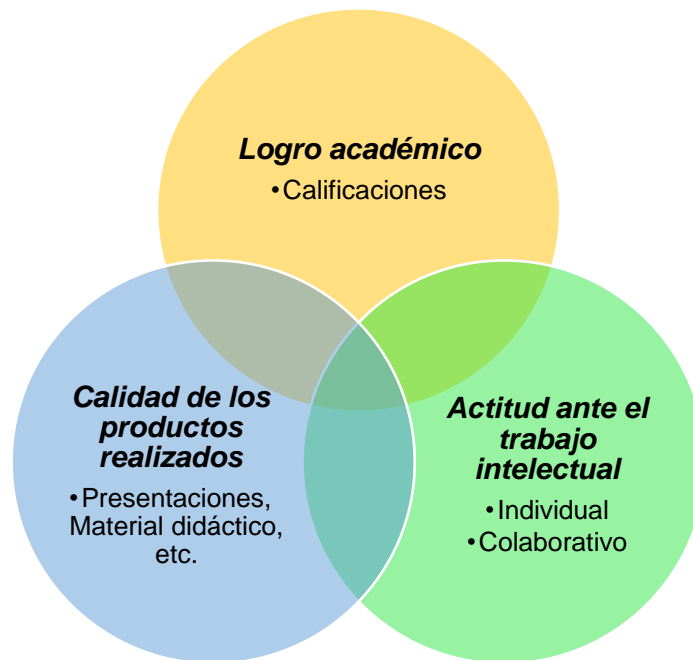 Logro académico
•Calificaciones
Calidad de los
productos
realizados
•Presentaciones,
Material didáctico,
etc.
Actitud ante el
trabajo
intelectual
•Individual
•Colaborativo